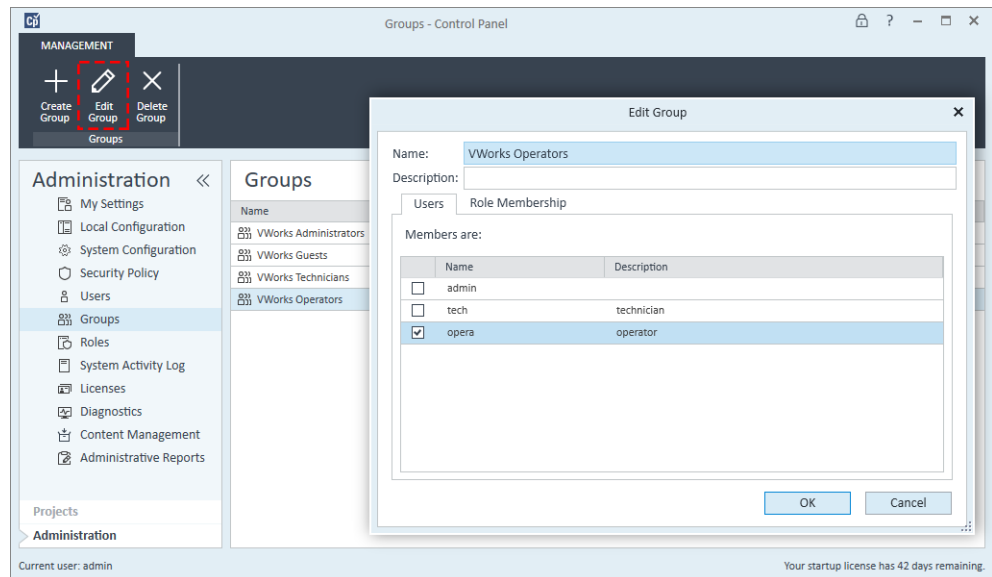 Cp
Groups - Control Panel
?
MANAGEMENT
Create Group
Edit Group
Delete Group
Groups
Administration
My Settings
Local Configuration
System Configuration
Security Policy
Users
Groups
Roles
System Activity Log
Licenses
Diagnostics
Content Management
Administrative Reports
Projects
Administration
Groups
Name
VWorks Administrators
VWorks Guests
VWorks Technicians
VWorks Operators
Edit Group
Name: VWorks Operators
Description:
Users Role Membership
Members are:
Name Description
admin
tech technician
opera operator
OK Cancel
Current user: admin
Your startup license has 42 days remaining.